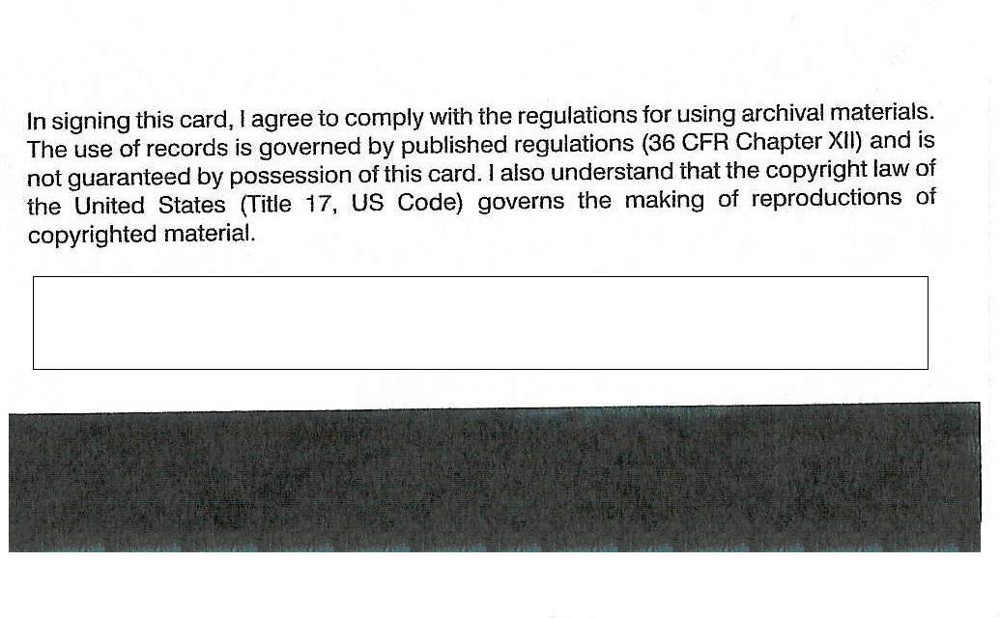 In signing this card, I agree to comply with the regulations for using archival materials.
The use of records is governed by published regulations (36 CFR Chapter XII) and is
not guaranteed by possession of this card. I also understand that the copyright law of
the United States (Title 17, US Code) governs the making of reproductions of
copyrighted material.